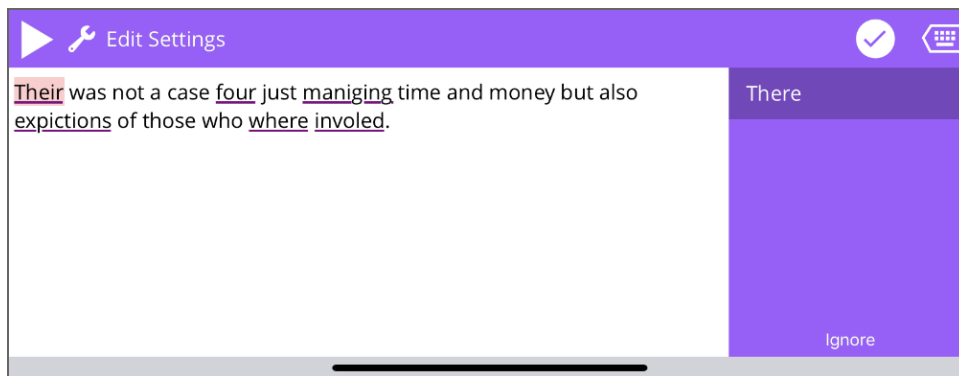 Edit Settings
Their was not a case four just maniging time and money but also
expictions of those who where involed.
There
Ignore